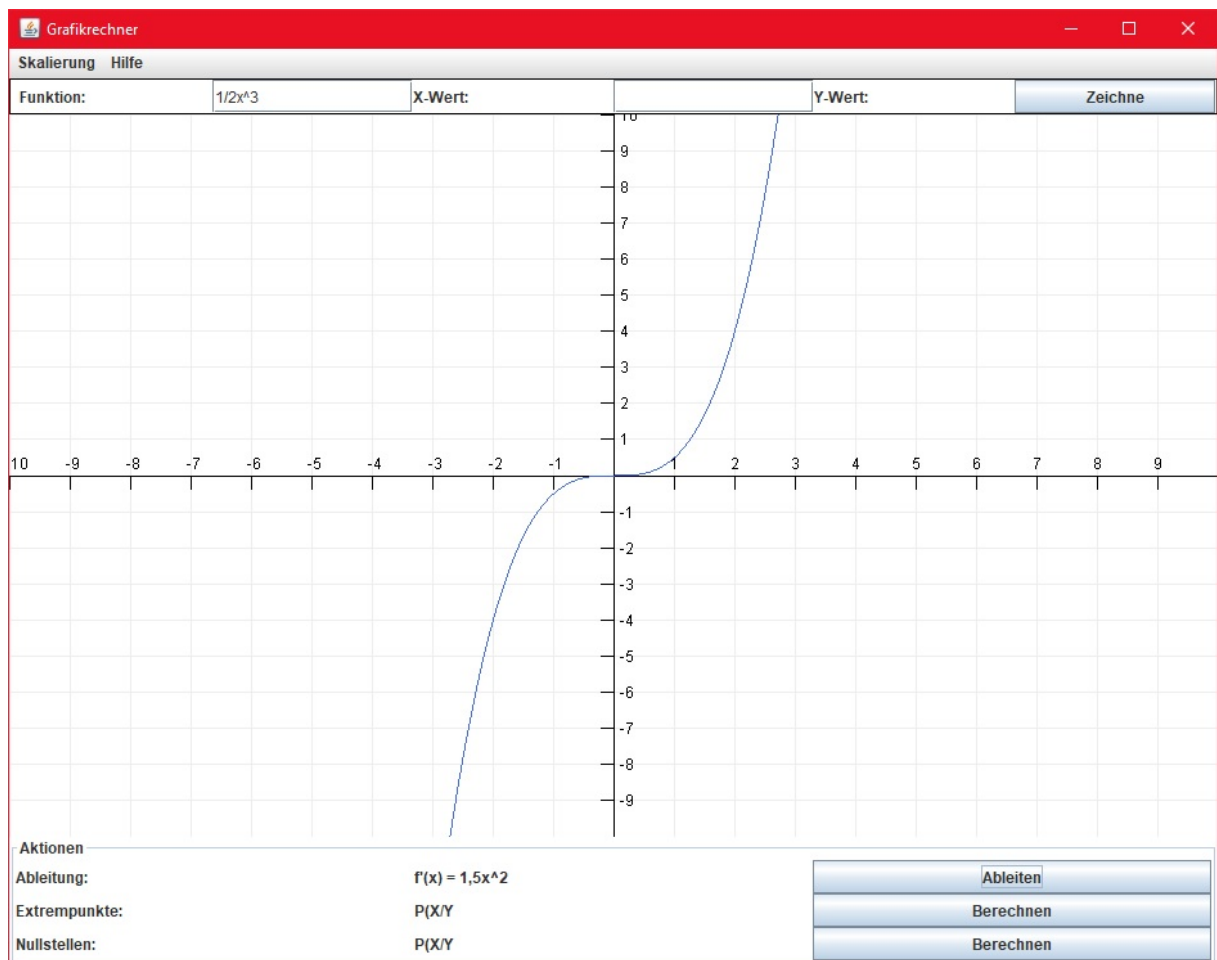 Grafikrechner
Skalierung Hilfe
Funktion: 1/2x^3 X-Wert: Y-Wert: Zeichne
10
9
8
7
6
5
4
3
2
1
10 -9 -8 -7 -6 -5 -4 -3 -2 -1 1 2 3 4 5 6 7 8 9
-1
-2
-3
-4
-5
-6
-7
-8
-9
Aktionen
Ableitung: f'(x) = 1,5x^2 Ableiten
Extrempunkte: P(X/Y Berechnen
Nullstellen: P(X/Y Berechnen